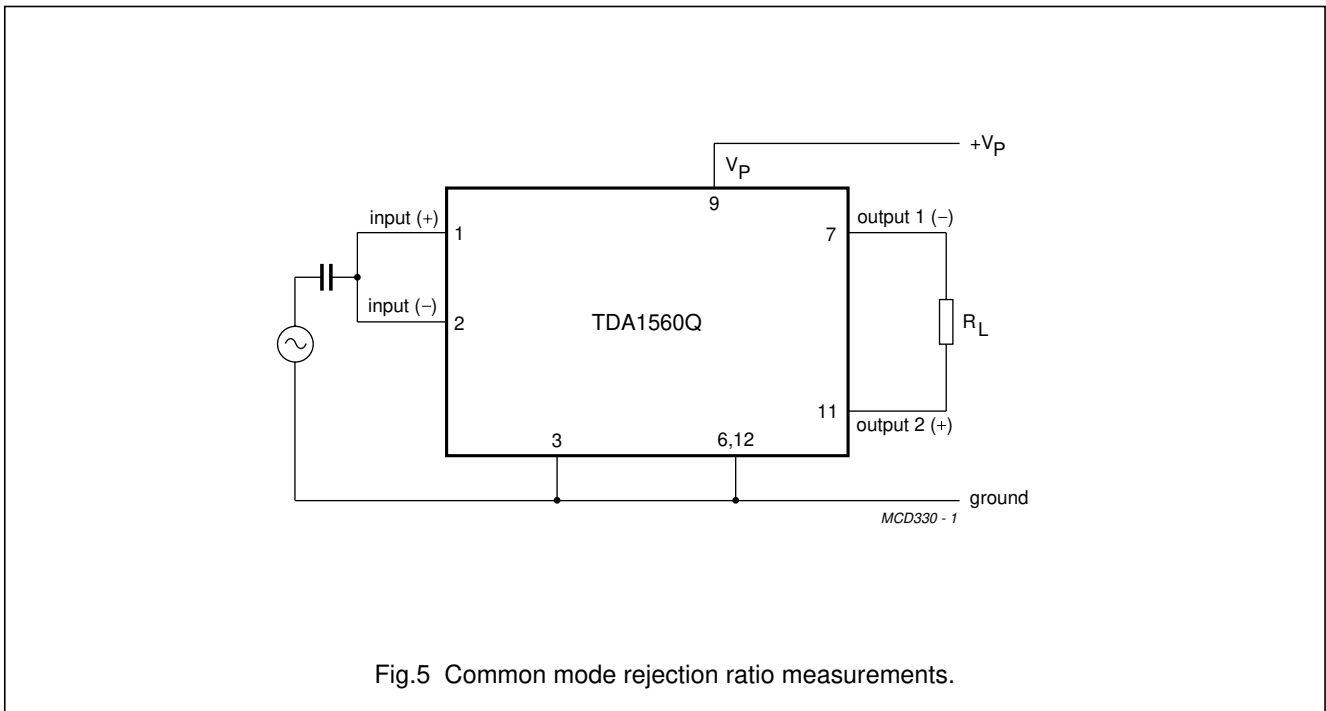 +VP
VP
9
input (+)
1
output 1 (−)
7
input (−)
2
TDA1560Q
RL
11
output 2 (+)
3
6,12
ground
MCD330 - 1
Fig.5 Common mode rejection ratio measurements.